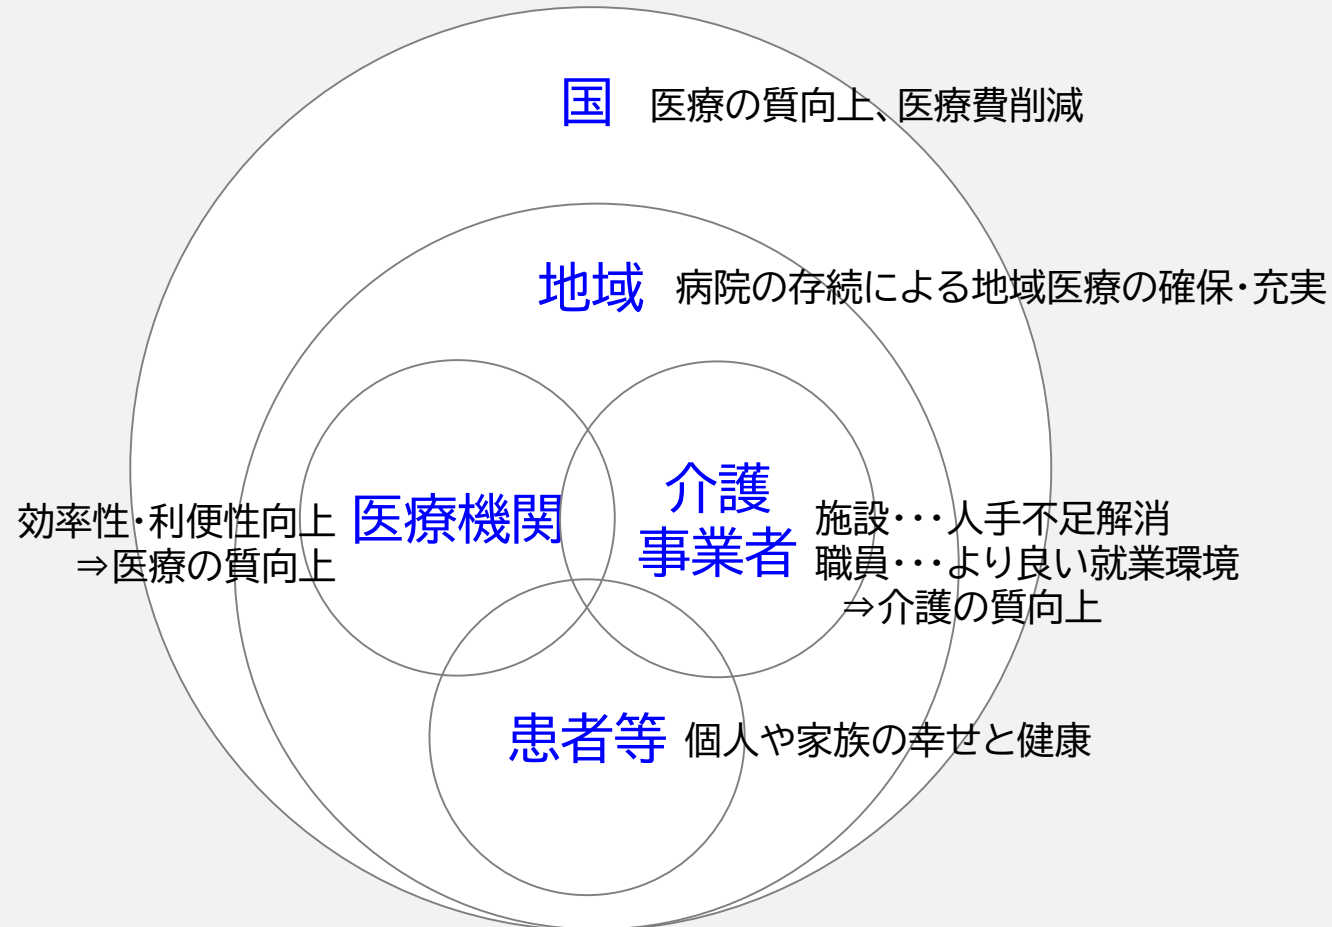 国 医療の質向上、医療費削減
地域 病院の存続による地域医療の確保・充実
効率性・利便性向上
⇒医療の質向上
医療機関
介護
事業者
施設・・・人手不足解消
職員・・・より良い就業環境
⇒介護の質向上
患者等 個人や家族の幸せと健康